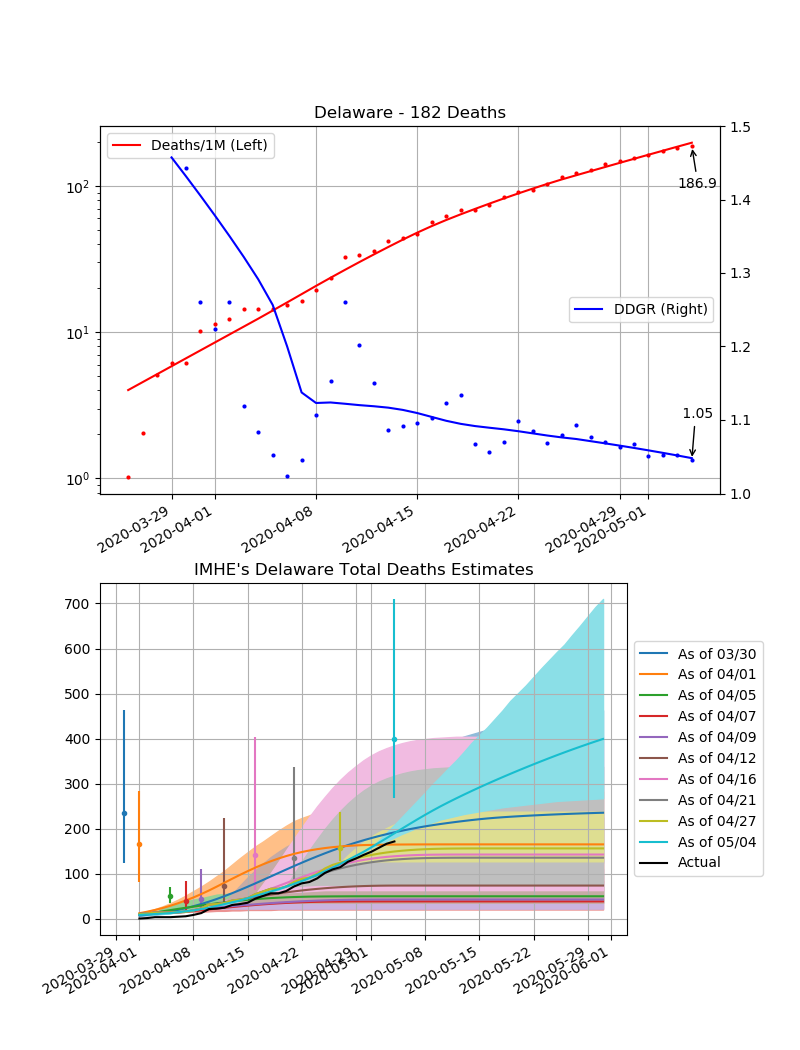 Delaware - 182 Deaths
Deaths/1M (Left)
DDGR (Right)
186.9
1.05
10²
10¹
10⁰
1.5
1.4
1.3
1.2
1.1
1.0
2020-03-29
2020-04-01
2020-04-08
2020-04-15
2020-04-22
2020-04-29
2020-05-01
IMHE's Delaware Total Deaths Estimates
700
600
500
400
300
200
100
0
2020-03-29
2020-04-01
2020-04-08
2020-04-15
2020-04-22
2020-04-29
2020-05-01
2020-05-08
2020-05-15
2020-05-22
2020-05-29
2020-06-01
As of 03/30
As of 04/01
As of 04/05
As of 04/07
As of 04/09
As of 04/12
As of 04/16
As of 04/21
As of 04/27
As of 05/04
Actual